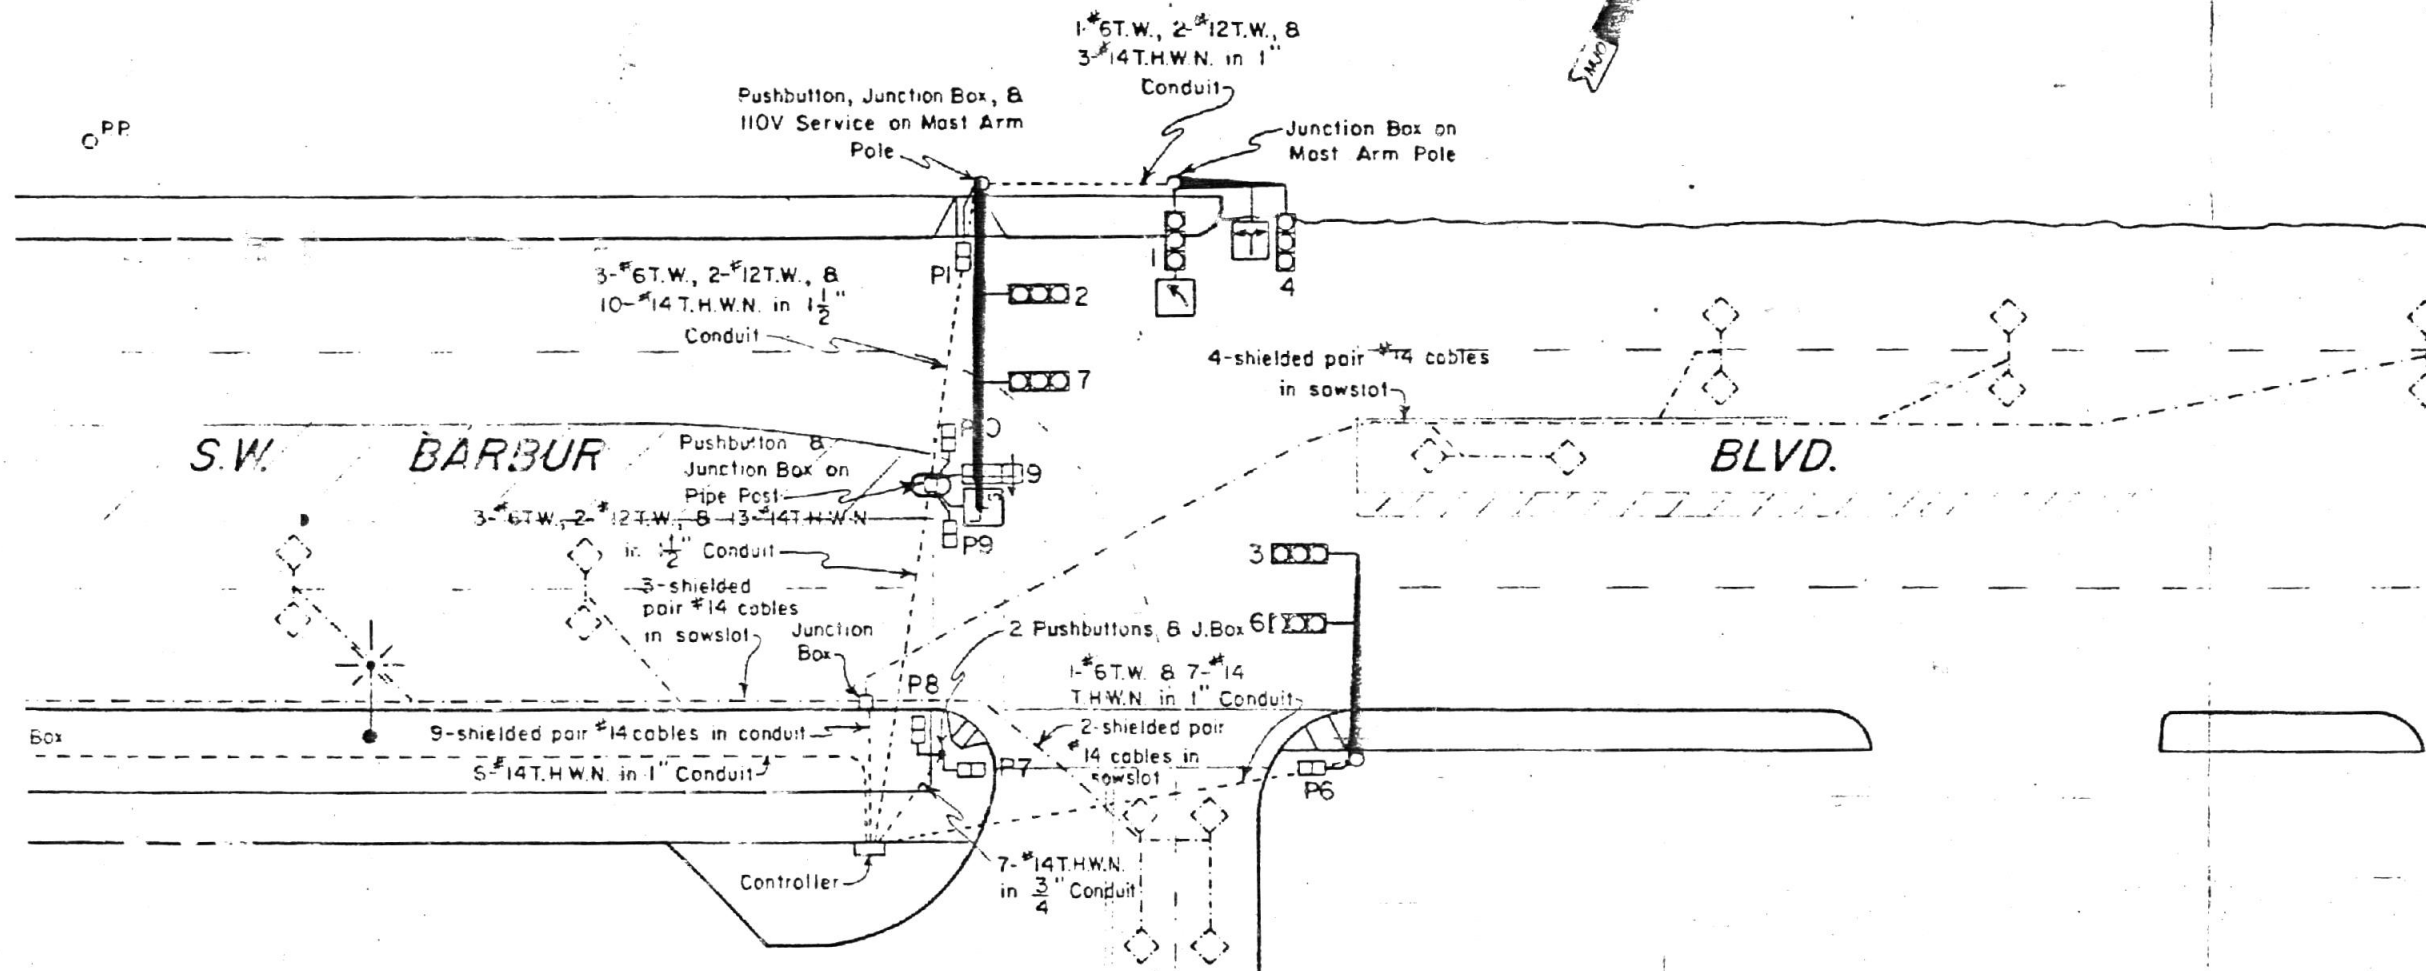 1-#6T.W., 2-#12T.W., &
3-#14T.H.W.N. in 1"
Conduit
Pushbutton, Junction Box, &
110V Service on Mast Arm
Pole
Junction Box on
Mast Arm Pole
P.P.
P1
1
4
2
3-#6T.W., 2-#12T.W., &
10-#14T.H.W.N. in 1 1/2"
Conduit
7
4-shielded pair #14 cables
in sawslot
S.W. BARBUR BLVD.
Pushbutton &
Junction Box on
Pipe Post
9
3-#6T.W., 2-#12T.W., & 13-#14T.H.W.N
in 1 1/2" Conduit
P9
3
3-shielded
pair #14 cables
in sawslot
Junction
Box
2 Pushbuttons, & J.Box
6
1-#6T.W. & 7-#14
T.H.W.N. in 1" Conduit
P8
2-shielded pair
#14 cables in
sawslot
Box
9-shielded pair #14 cables in conduit
5-#14T.H.W.N. in 1" Conduit
P7
P6
Controller
7-#14T.H.W.N.
in 3/4" Conduit